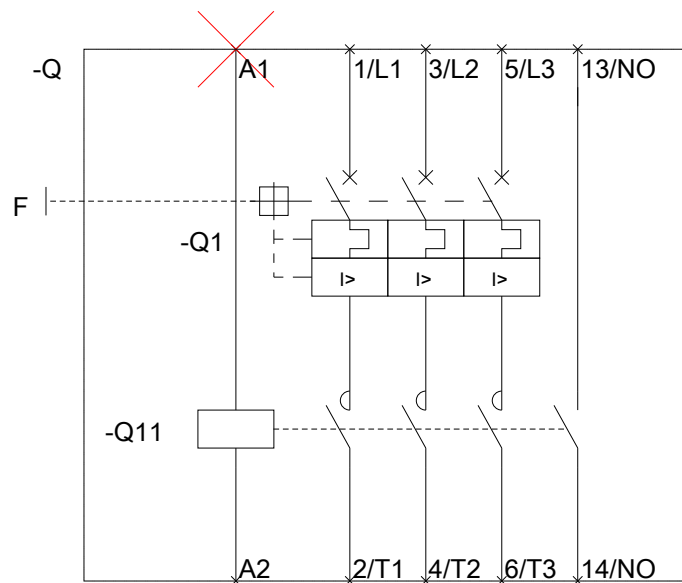 -Q A1 1/L1 3/L2 5/L3 13/NO
F
-Q1
I> I> I>
-Q11
A2 2/T1 4/T2 6/T3 14/NO